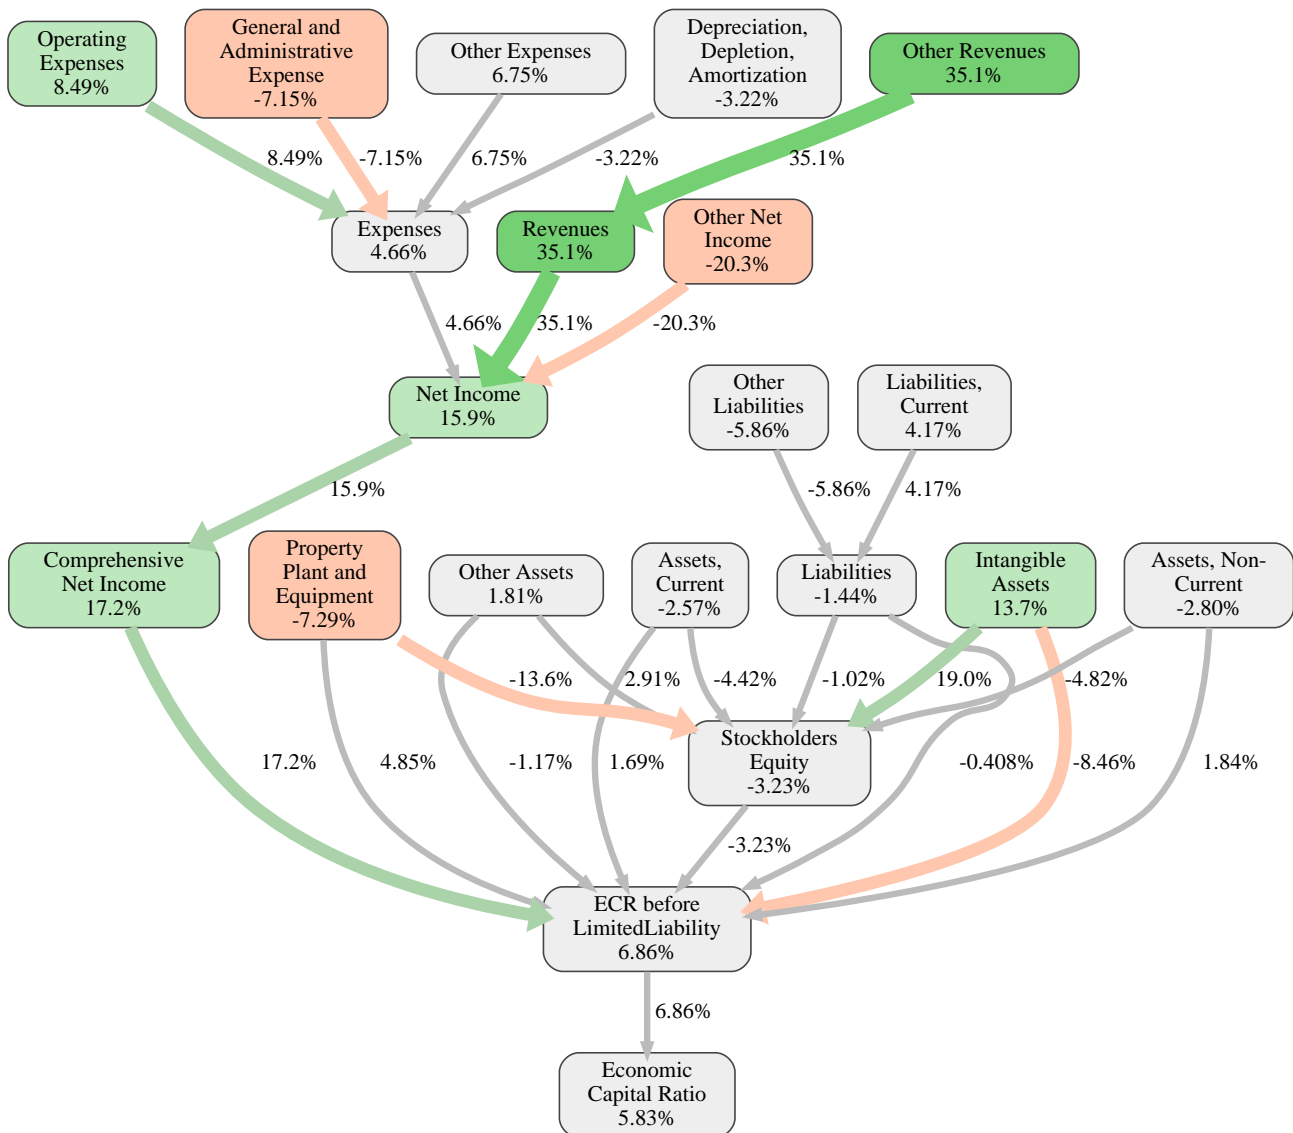 Operating
Expenses
8.49%
General and
Administrative
Expense
-7.15%
Other Expenses
6.75%
Depreciation,
Depletion,
Amortization
-3.22%
Other Revenues
35.1%
8.49%
-7.15%
6.75%
-3.22%
35.1%
Expenses
4.66%
Revenues
35.1%
Other Net
Income
-20.3%
4.66%
35.1%
-20.3%
Net Income
15.9%
Other
Liabilities
-5.86%
Liabilities,
Current
4.17%
15.9%
-5.86%
4.17%
Comprehensive
Net Income
17.2%
Property
Plant and
Equipment
-7.29%
Other Assets
1.81%
Assets,
Current
-2.57%
Liabilities
-1.44%
Intangible
Assets
13.7%
Assets, Non-
Current
-2.80%
-13.6%
2.91%
-4.42%
-1.02%
19.0%
-4.82%
Stockholders
Equity
-3.23%
17.2%
4.85%
-1.17%
1.69%
-0.408%
-8.46%
1.84%
-3.23%
ECR before
LimitedLiability
6.86%
6.86%
Economic
Capital Ratio
5.83%